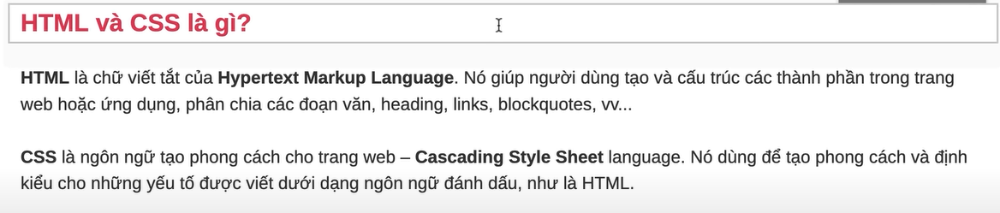 HTML và CSS là gì?
HTML là chữ viết tắt của Hypertext Markup Language. Nó giúp người dùng tạo và cấu trúc các thành phần trong trang
web hoặc ứng dụng, phân chia các đoạn văn, heading, links, blockquotes, vv...
CSS là ngôn ngữ tạo phong cách cho trang web – Cascading Style Sheet language. Nó dùng để tạo phong cách và định
kiểu cho những yếu tố được viết dưới dạng ngôn ngữ đánh dấu, như là HTML.